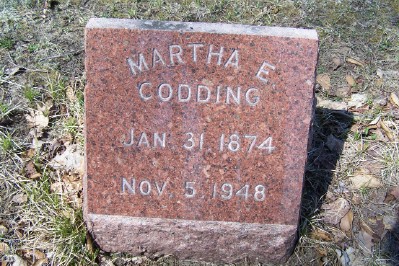 MARTHA E.
CODDING
JAN. 31, 1874
NOV. 5 1948